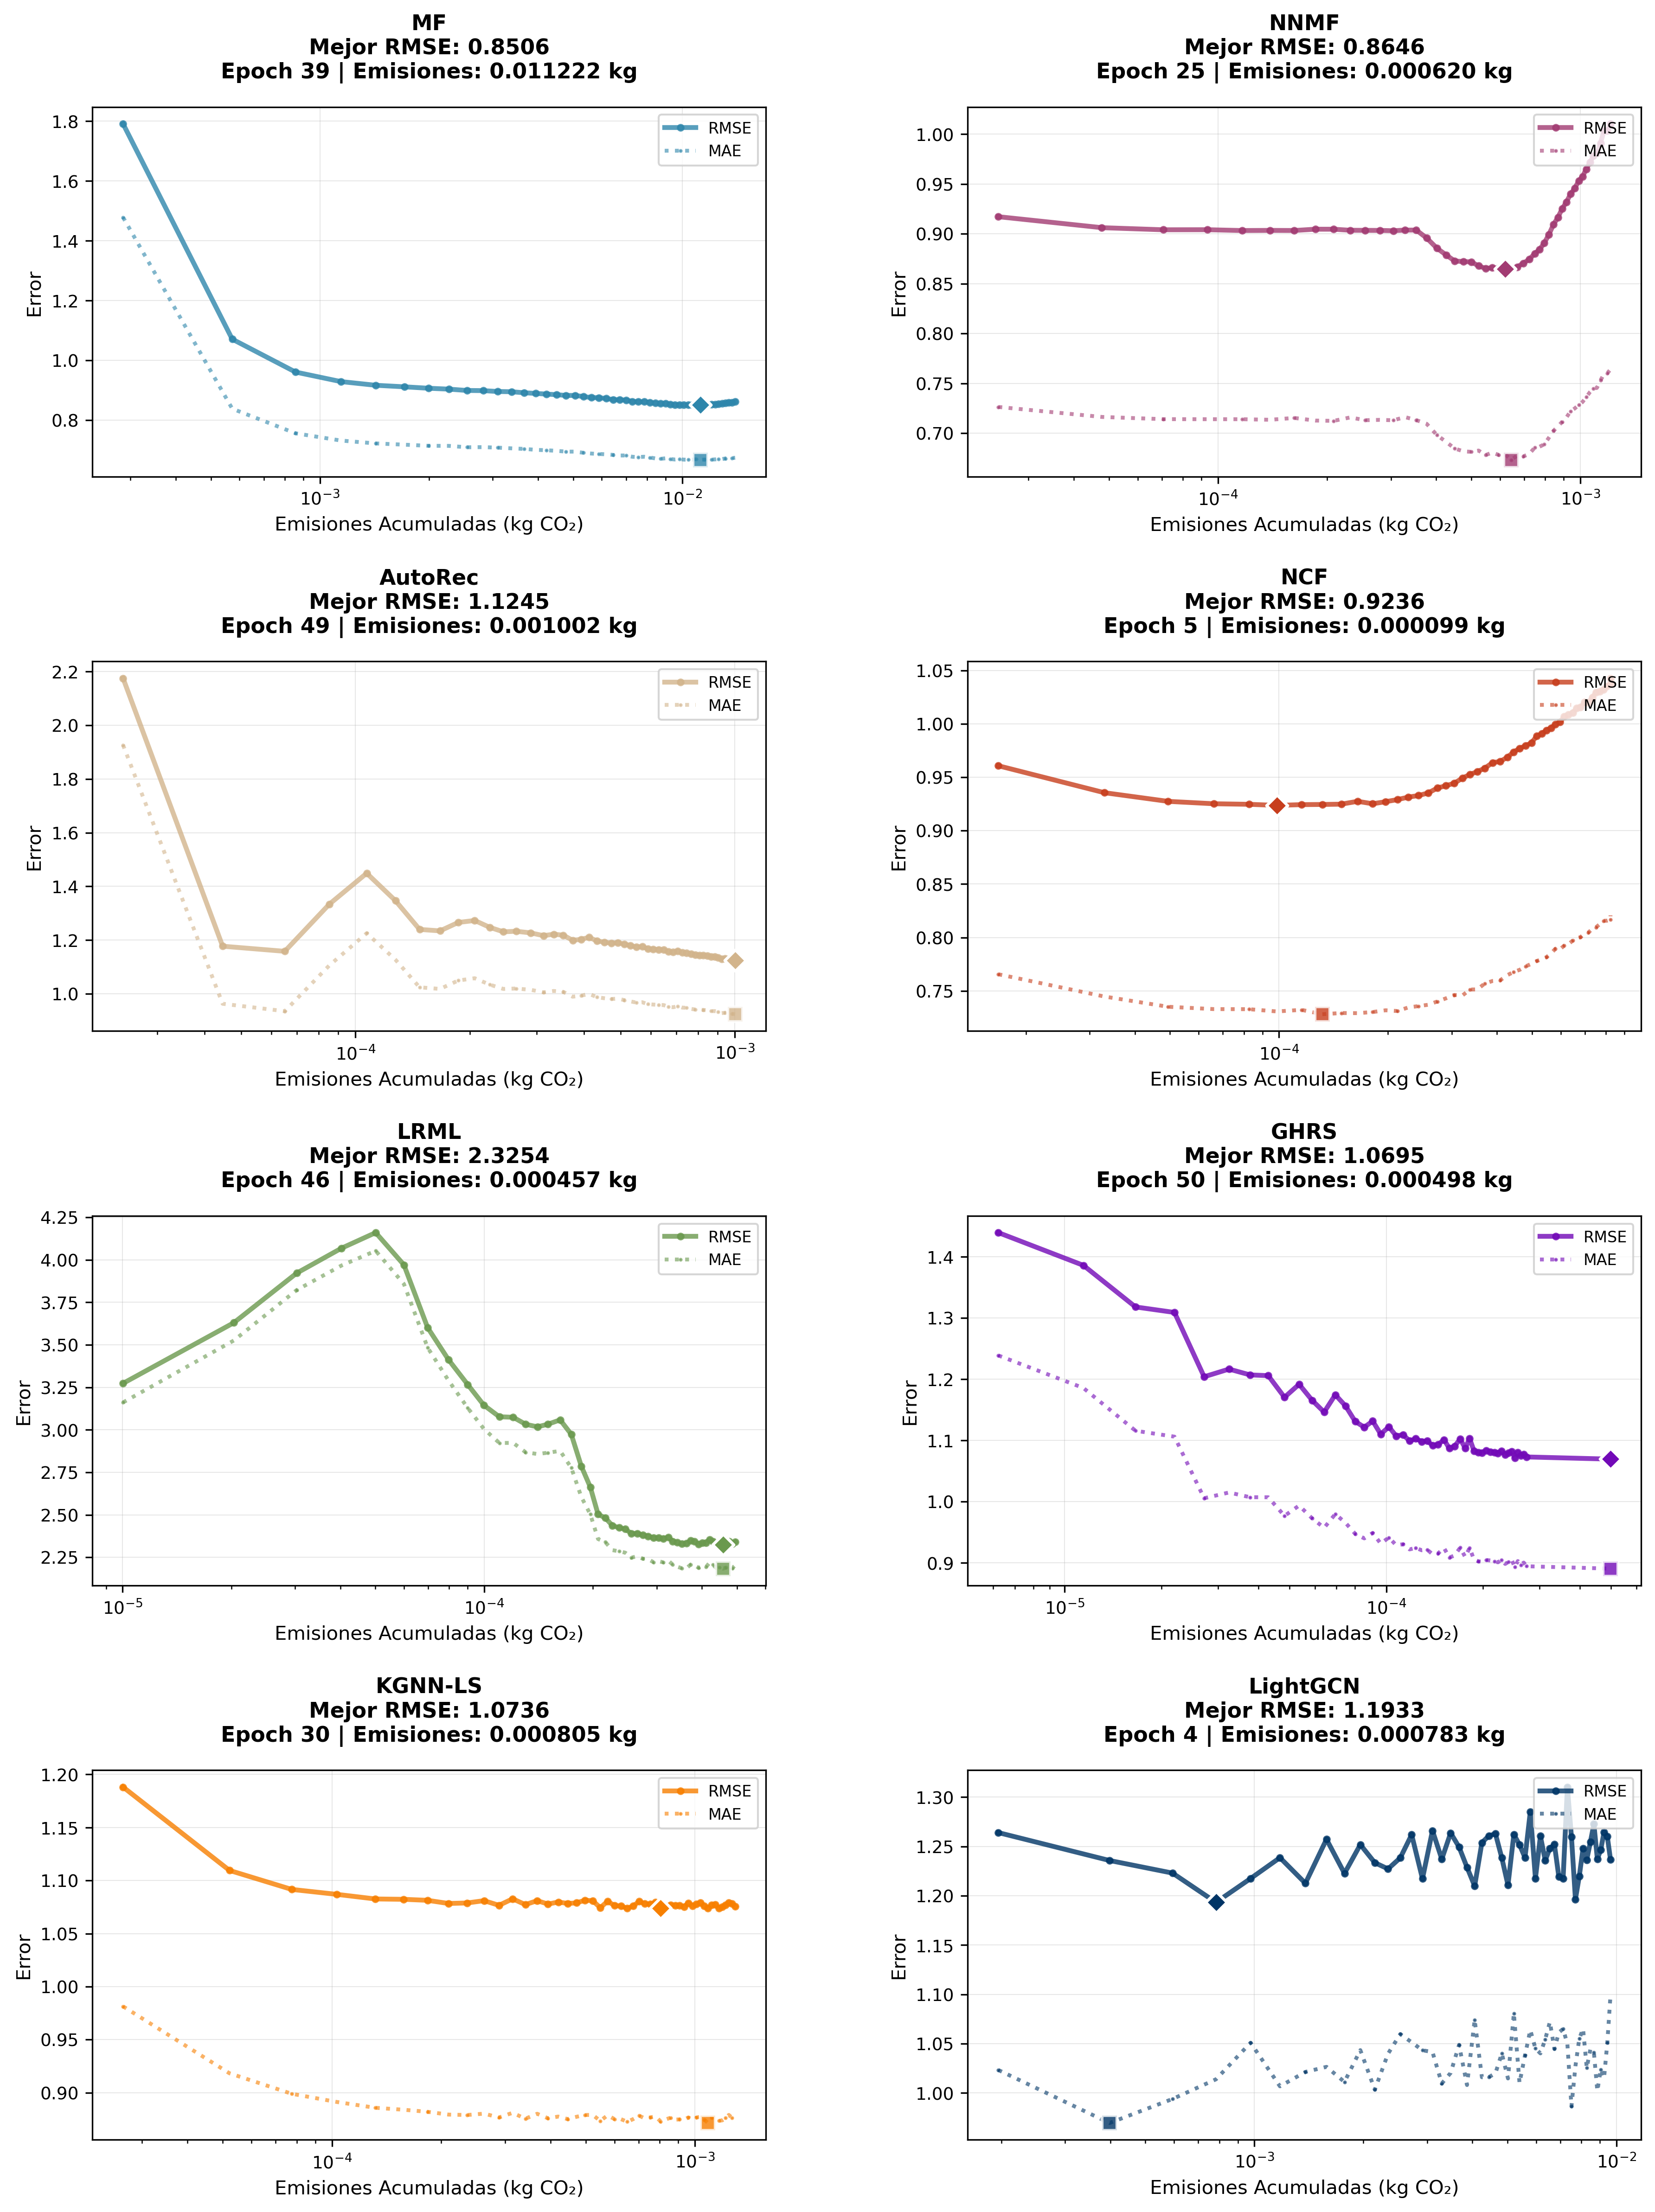 MF
Mejor RMSE: 0.8506
Epoch 39 | Emisiones: 0.011222 kg
1.8
1.6
1.4
1.2
1.0
0.8
Error
RMSE
MAE
10⁻³
10⁻²
Emisiones Acumuladas (kg CO₂)
NNMF
Mejor RMSE: 0.8646
Epoch 25 | Emisiones: 0.000620 kg
1.00
0.95
0.90
0.85
0.80
0.75
0.70
Error
RMSE
MAE
10⁻⁴
10⁻³
Emisiones Acumuladas (kg CO₂)
AutoRec
Mejor RMSE: 1.1245
Epoch 49 | Emisiones: 0.001002 kg
2.2
2.0
1.8
1.6
1.4
1.2
1.0
Error
RMSE
MAE
10⁻⁴
10⁻³
Emisiones Acumuladas (kg CO₂)
NCF
Mejor RMSE: 0.9236
Epoch 5 | Emisiones: 0.000099 kg
1.05
1.00
0.95
0.90
0.85
0.80
0.75
Error
RMSE
MAE
10⁻⁴
Emisiones Acumuladas (kg CO₂)
LRML
Mejor RMSE: 2.3254
Epoch 46 | Emisiones: 0.000457 kg
4.25
4.00
3.75
3.50
3.25
3.00
2.75
2.50
2.25
Error
RMSE
MAE
10⁻⁵
10⁻⁴
Emisiones Acumuladas (kg CO₂)
GHRS
Mejor RMSE: 1.0695
Epoch 50 | Emisiones: 0.000498 kg
1.4
1.3
1.2
1.1
1.0
0.9
Error
RMSE
MAE
10⁻⁵
10⁻⁴
Emisiones Acumuladas (kg CO₂)
KGNN-LS
Mejor RMSE: 1.0736
Epoch 30 | Emisiones: 0.000805 kg
1.20
1.15
1.10
1.05
1.00
0.95
0.90
Error
RMSE
MAE
10⁻⁴
10⁻³
Emisiones Acumuladas (kg CO₂)
LightGCN
Mejor RMSE: 1.1933
Epoch 4 | Emisiones: 0.000783 kg
1.30
1.25
1.20
1.15
1.10
1.05
1.00
Error
RMSE
MAE
10⁻³
10⁻²
Emisiones Acumuladas (kg CO₂)